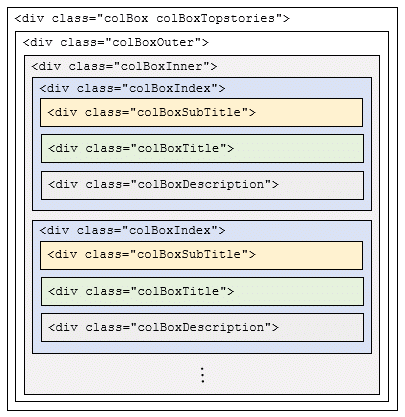 <div class="colBox colBoxTopstories">
<div class="colBoxOuter">
<div class="colBoxInner">
<div class="colBoxIndex">
<div class="colBoxSubTitle">
<div class="colBoxTitle">
<div class="colBoxDescription">
<div class="colBoxIndex">
<div class="colBoxSubTitle">
<div class="colBoxTitle">
<div class="colBoxDescription">
⋮